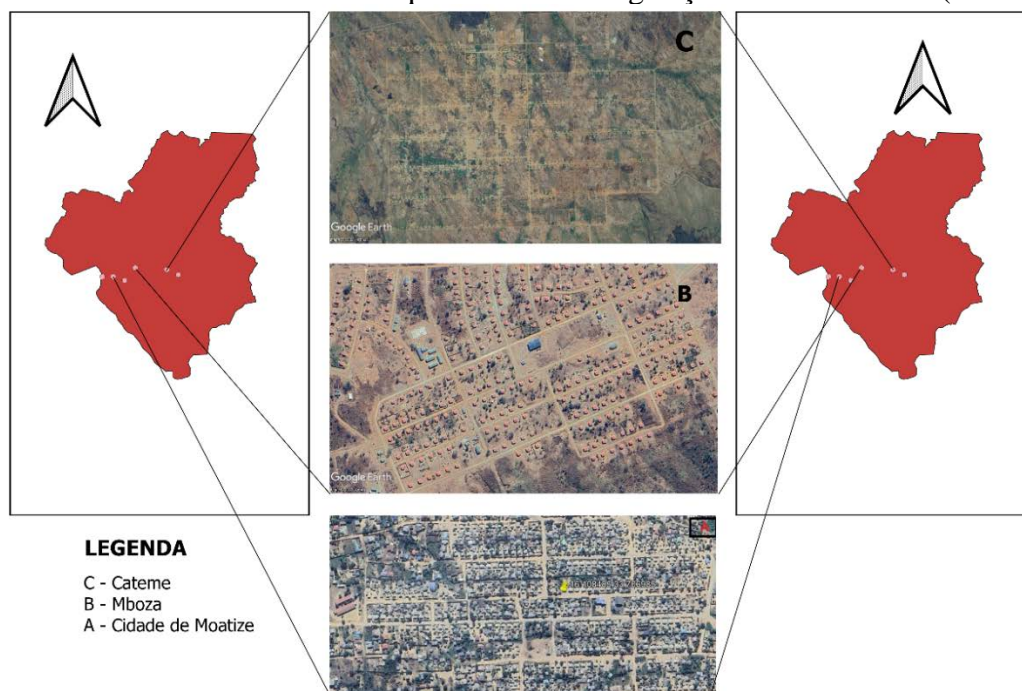 C
Google Earth
B
Google Earth
A
LEGENDA
C - Cateme
B - Mboza
A - Cidade de Moatize